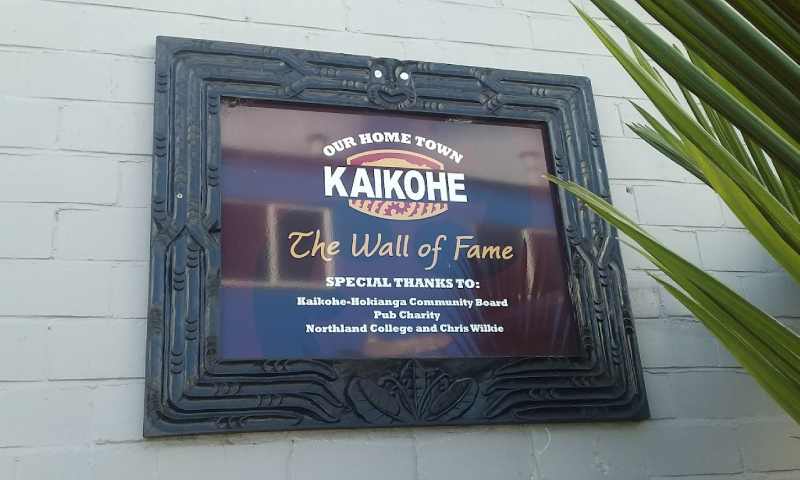 OUR HOME TOWN
KAIKOHE
The Wall of Fame
SPECIAL THANKS TO:
Kaikohe-Hokianga Community Board
Pub Charity
Northland College and Chris Wilkie